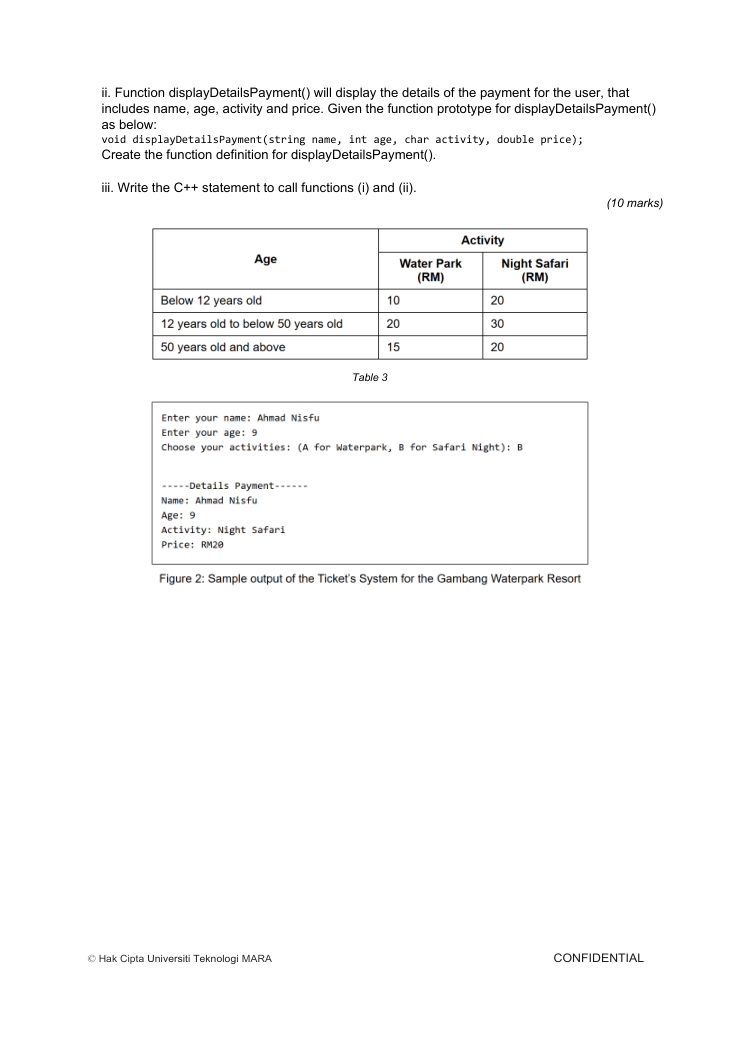 ii. Function displayDetailsPayment() will display the details of the payment for the user, that
includes name, age, activity and price. Given the function prototype for displayDetailsPayment()
as below:
void displayDetailsPayment(string name, int age, char activity, double price);
Create the function definition for displayDetailsPayment().
iii. Write the C++ statement to call functions (i) and (ii).
(10 marks)
Activity
Age
Water Park
(RM)
Night Safari
(RM)
Below 12 years old 10 20
12 years old to below 50 years old 20 30
50 years old and above 15 20
Table 3
Enter your name: Ahmad Nisfu
Enter your age: 9
Choose your activities: (A for Waterpark, B for Safari Night): B
-----Details Payment------
Name: Ahmad Nisfu
Age: 9
Activity: Night Safari
Price: RM20
Figure 2: Sample output of the Ticket's System for the Gambang Waterpark Resort
© Hak Cipta Universiti Teknologi MARA CONFIDENTIAL